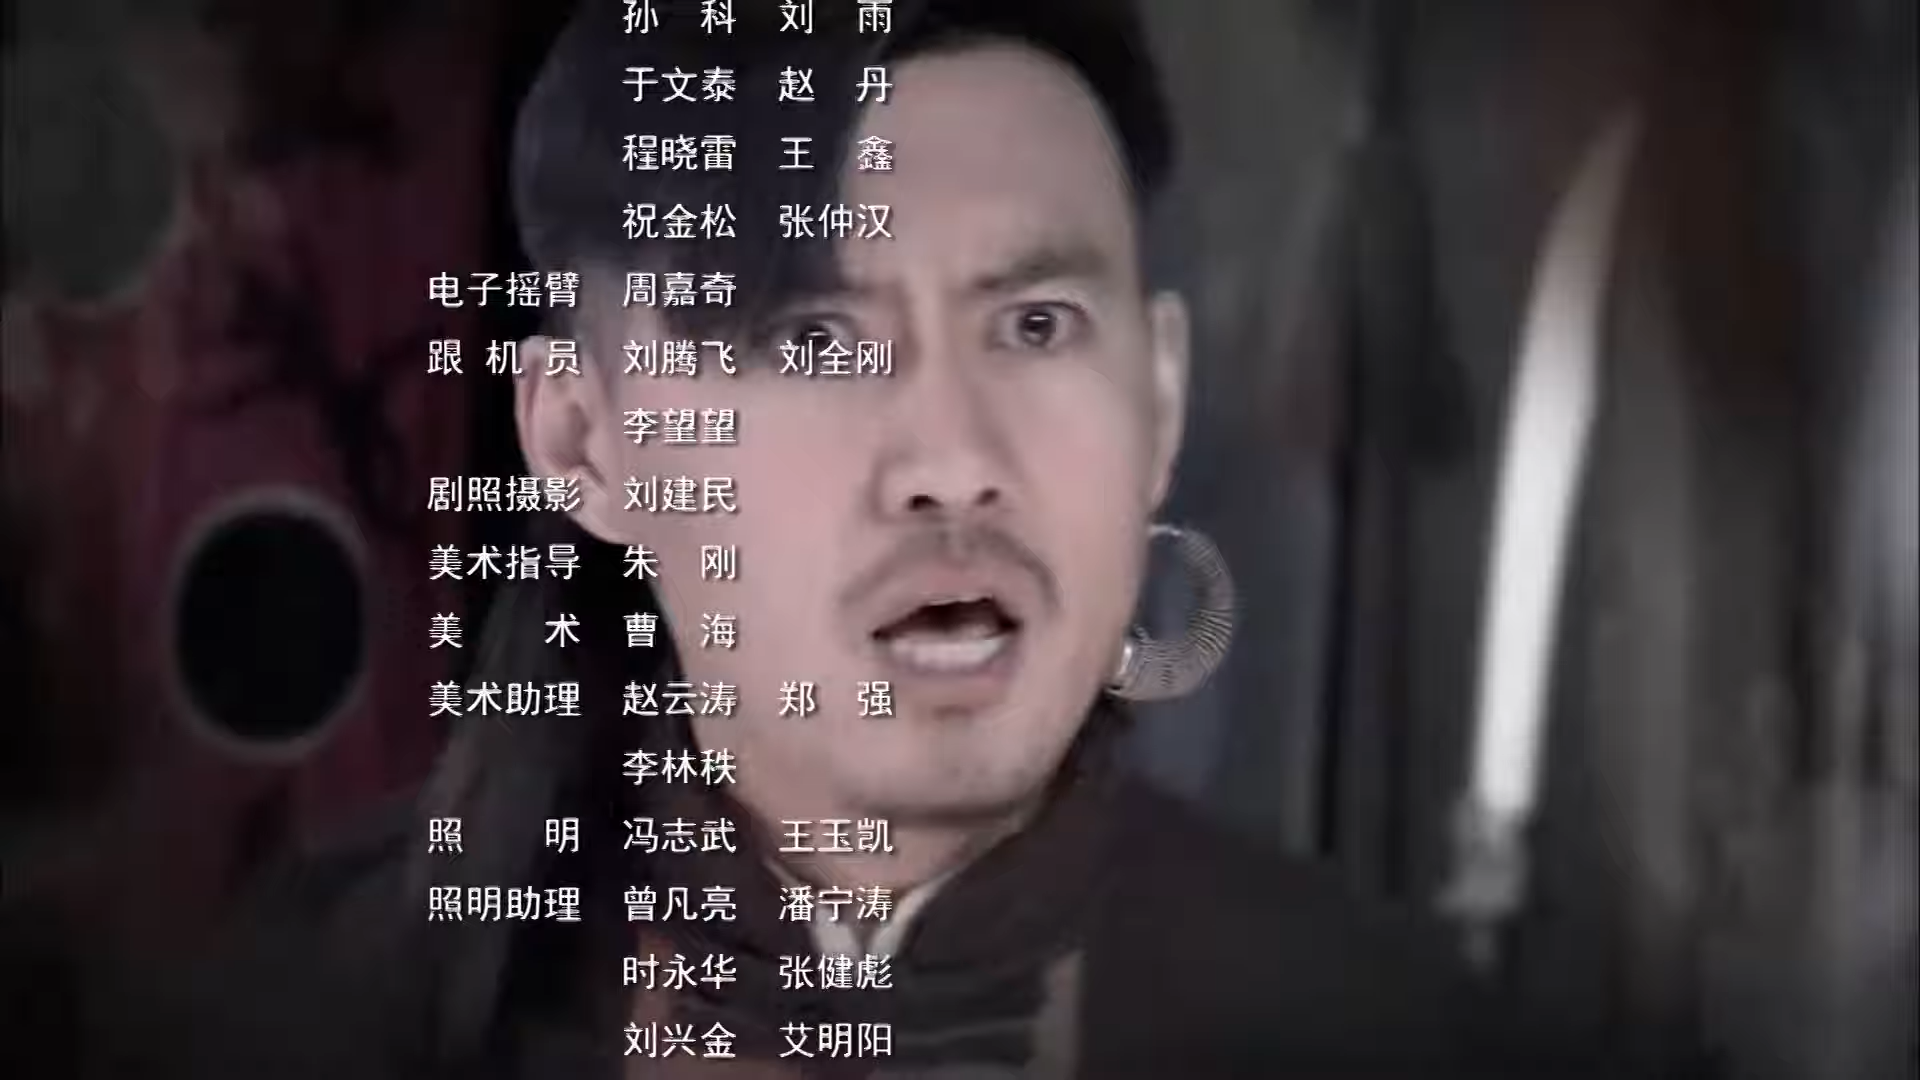 孙 科 刘 雨
于文泰 赵 丹
程晓雷 王 鑫
祝金松 张仲汉
电子摇臂 周嘉奇
跟机员 刘腾飞 刘全刚
李望望
剧照摄影 刘建民
美术指导 朱 刚
美 术 曹 海
美术助理 赵云涛 郑 强
李林秩
照 明 冯志武 王玉凯
照明助理 曾凡亮 潘宁涛
时永华 张健彪
刘兴金 艾明阳